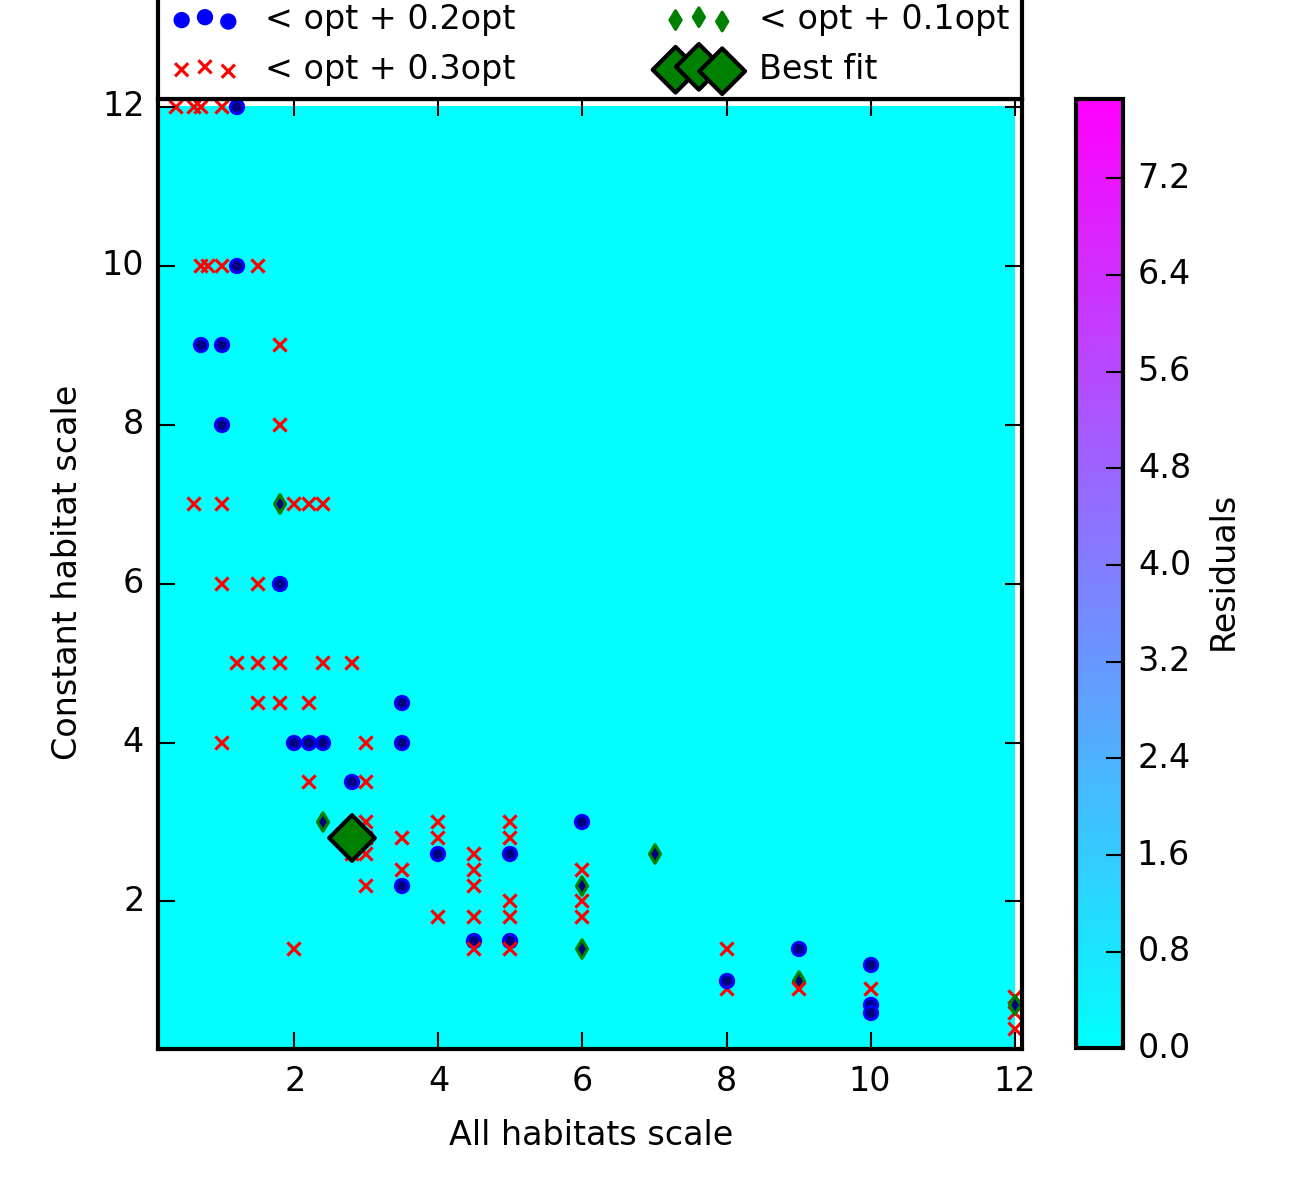 < opt + 0.2opt
< opt + 0.1opt
< opt + 0.3opt
Best fit
12
10
8
6
4
2
Constant habitat scale
2 4 6 8 10 12
All habitats scale
7.2
6.4
5.6
4.8
4.0
3.2
2.4
1.6
0.8
0.0
Residuals